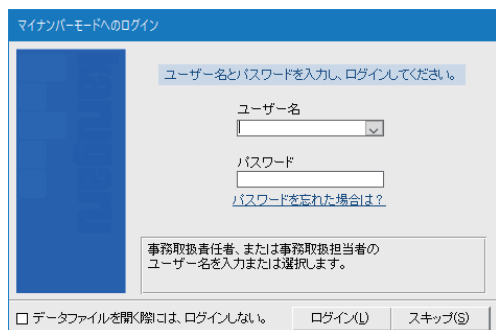 マイナンバーモードへのログイン
ユーザー名とパスワードを入力し、ログインしてください。
ユーザー名
パスワード
パスワードを忘れた場合は？
事務取扱責任者、または事務取扱担当者の
ユーザー名を入力または選択します。
データファイルを開く際には、ログインしない。
ログイン(L)
スキップ(S)